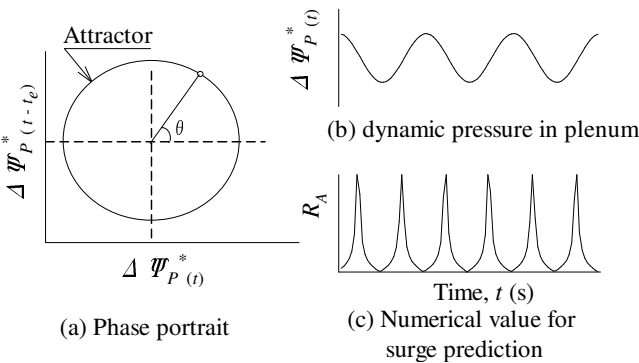 Attractor
θ
Δ Ψ*P (t - te)
Δ Ψ*P (t)
(a) Phase portrait
Δ Ψ*P (t)
(b) dynamic pressure in plenum
RA
Time, t (s)
(c) Numerical value for
surge prediction